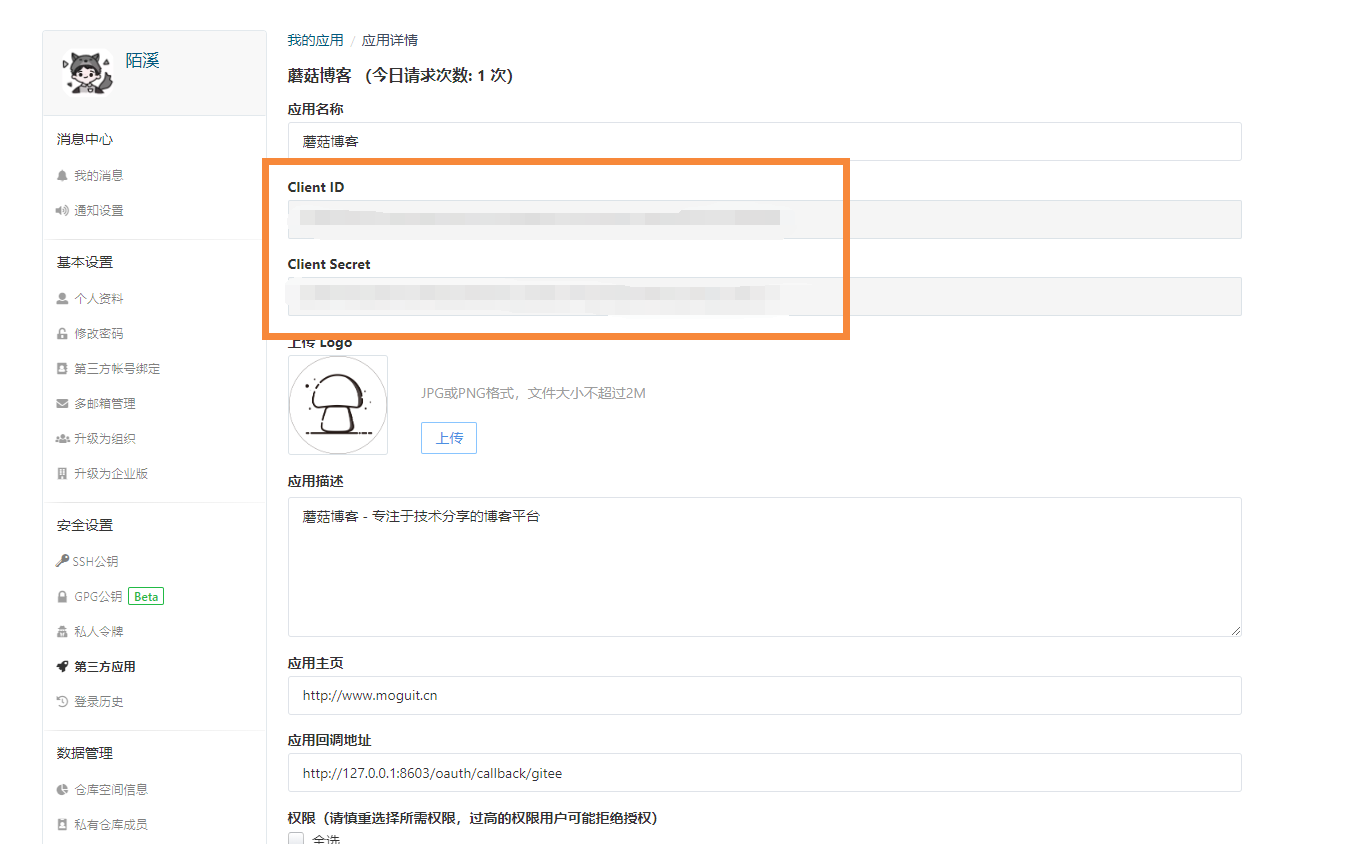 陌溪
消息中心
我的消息
通知设置
基本设置
个人资料
修改密码
第三方帐号绑定
多邮箱管理
升级为组织
升级为企业版
安全设置
SSH公钥
GPG公钥 Beta
私人令牌
第三方应用
登录历史
数据管理
仓库空间信息
私有仓库成员
我的应用 / 应用详情
蘑菇博客 (今日请求次数: 1 次)
应用名称
蘑菇博客
Client ID
Client Secret
上传 Logo
JPG或PNG格式，文件大小不超过2M
上传
应用描述
蘑菇博客 - 专注于技术分享的博客平台
应用主页
http://www.moguit.cn
应用回调地址
http://127.0.0.1:8603/oauth/callback/gitee
权限（请慎重选择所需权限，过高的权限用户可能拒绝授权）
全选